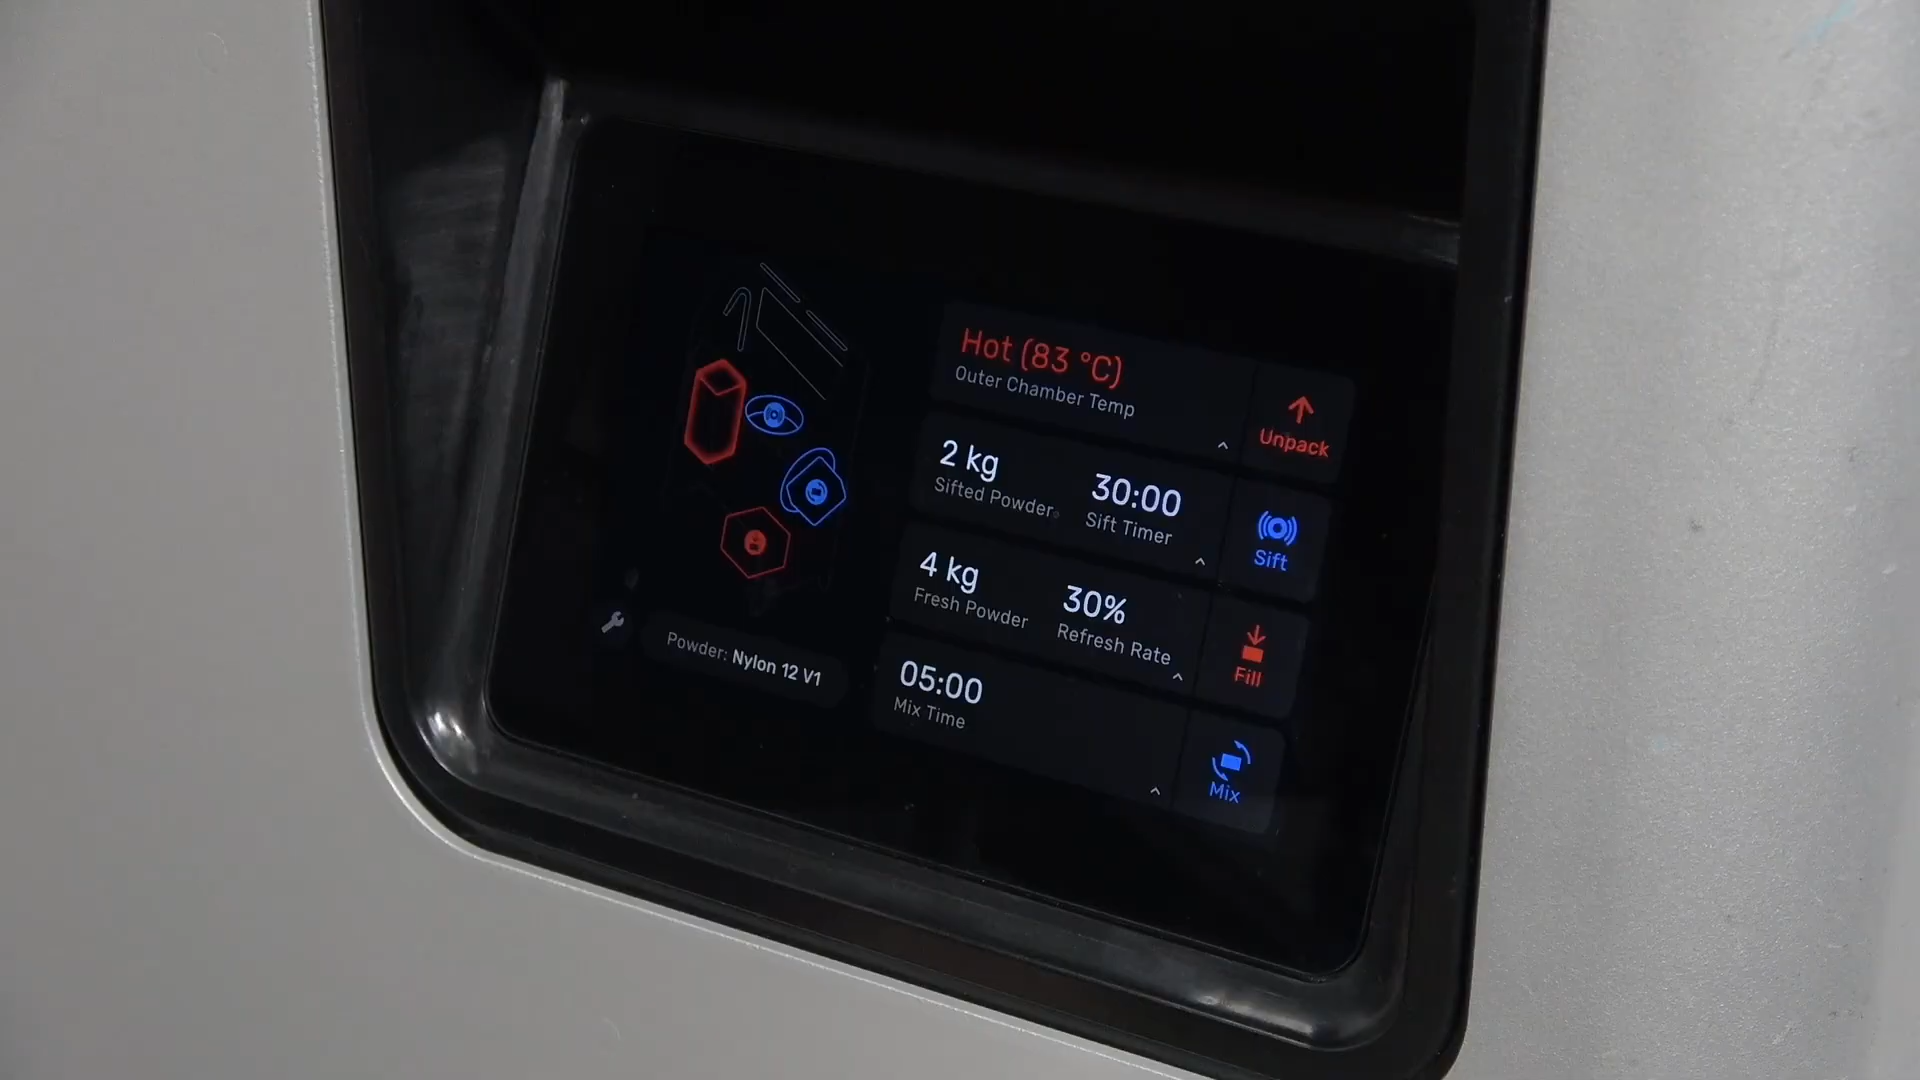 Hot (83 °C)
Outer Chamber Temp
Unpack
2 kg
Sifted Powder
30:00
Sift Timer
Sift
4 kg
Fresh Powder
30%
Refresh Rate
Fill
05:00
Mix Time
Mix
Powder: Nylon 12 V1